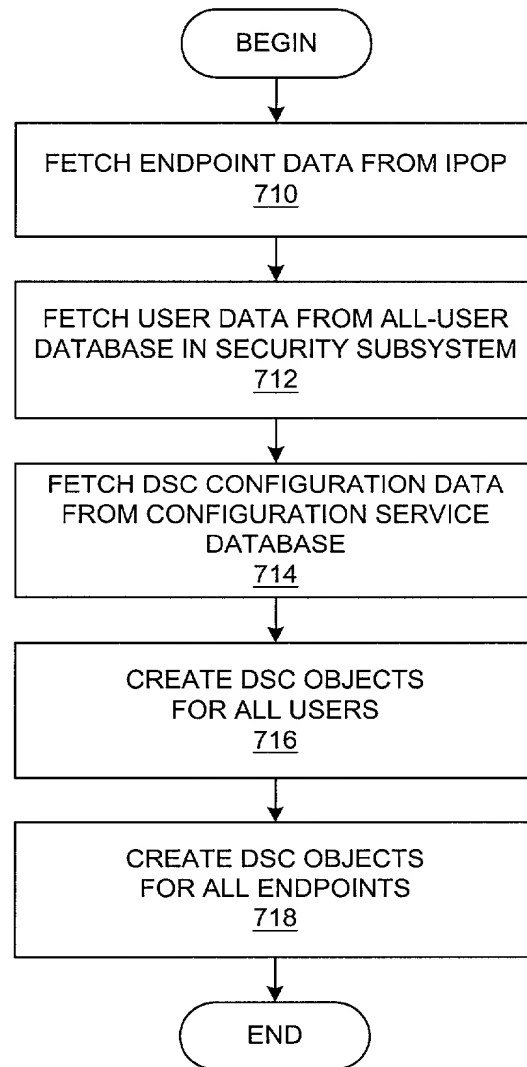 BEGIN
FETCH ENDPOINT DATA FROM IPOP
710
FETCH USER DATA FROM ALL-USER
DATABASE IN SECURITY SUBSYSTEM
712
FETCH DSC CONFIGURATION DATA
FROM CONFIGURATION SERVICE
DATABASE
714
CREATE DSC OBJECTS
FOR ALL USERS
716
CREATE DSC OBJECTS
FOR ALL ENDPOINTS
718
END